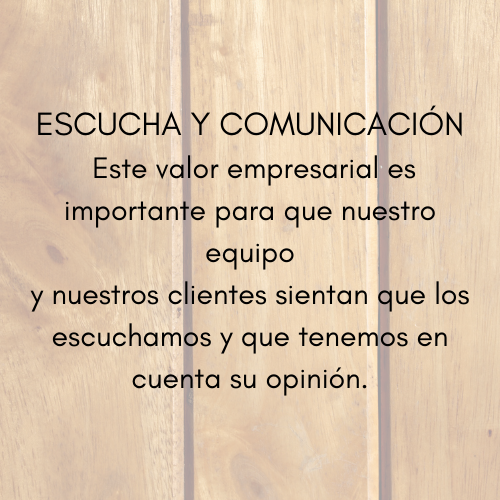 ESCUCHA Y COMUNICACIÓN
Este valor empresarial es
importante para que nuestro
equipo
y nuestros clientes sientan que los
escuchamos y que tenemos en
cuenta su opinión.